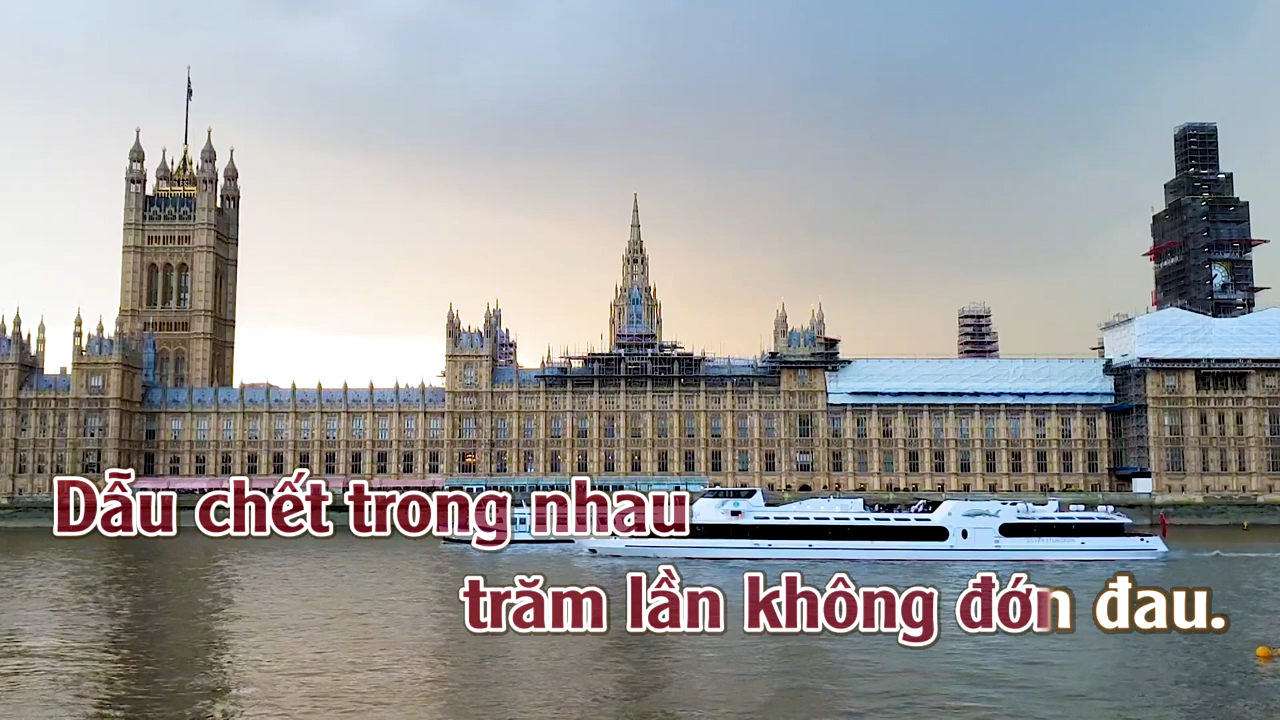 Dẫu chết trong nhau
trăm lần không đớn đau.